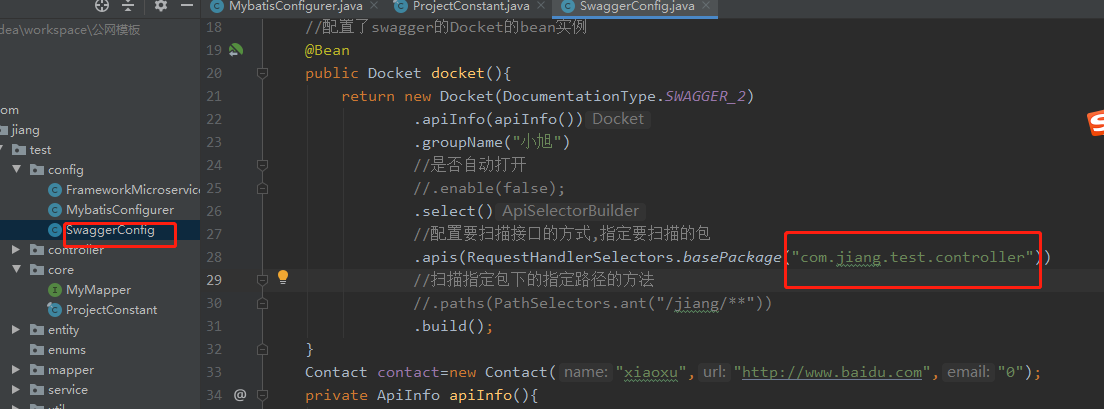 MybatisConfigurer.java × ProjectConstant.java × SwaggerConfig.java ×
dea\workspace\公网模板
om
jiang
test
config
FrameworkMicroservice
MybatisConfigurer
SwaggerConfig
controller
core
MyMapper
ProjectConstant
entity
enums
mapper
service
18 //配置了swagger的Docket的bean实例
19 @Bean
20 public Docket docket(){
21 return new Docket(DocumentationType.SWAGGER_2)
22 .apiInfo(apiInfo()) Docket
23 .groupName("小旭")
24 //是否自动打开
25 //.enable(false);
26 .select() ApiSelectorBuilder
27 //配置要扫描接口的方式,指定要扫描的包
28 .apis(RequestHandlerSelectors.basePackage("com.jiang.test.controller"))
29 //扫描指定包下的指定路径的方法
30 //.paths(PathSelectors.ant("/jiang/**"))
31 .build();
32 }
33 Contact contact=new Contact( name: "xiaoxu", url: "http://www.baidu.com", email: "0");
34 @ private ApiInfo apiInfo(){